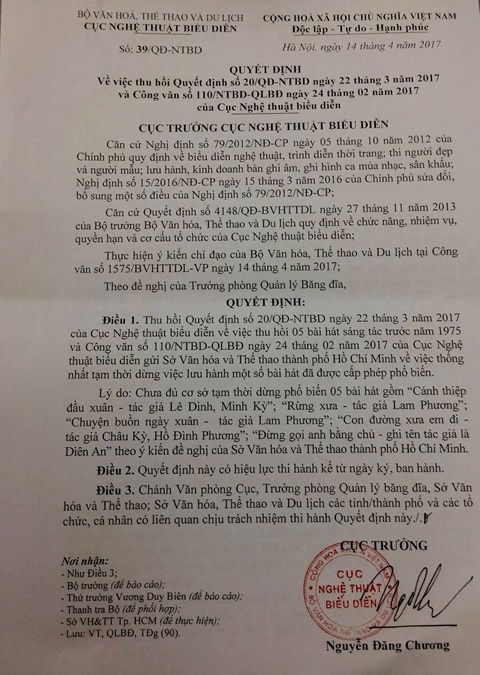 BỘ VĂN HOÁ, THỂ THAO VÀ DU LỊCH
CỤC NGHỆ THUẬT BIỂU DIỄN
Số: 39/QĐ-NTBD
CỘNG HOÀ XÃ HỘI CHỦ NGHĨA VIỆT NAM
Độc lập - Tự do - Hạnh phúc
Hà Nội, ngày 14 tháng 4 năm 2017
QUYẾT ĐỊNH
Về việc thu hồi Quyết định số 20/QĐ-NTBD ngày 22 tháng 3 năm 2017
và Công văn số 110/NTBD-QLBĐ ngày 24 tháng 02 năm 2017
của Cục Nghệ thuật biểu diễn
CỤC TRƯỞNG CỤC NGHỆ THUẬT BIỂU DIỄN
Căn cứ Nghị định số 79/2012/NĐ-CP ngày 05 tháng 10 năm 2012 của
Chính phủ quy định về biểu diễn nghệ thuật, trình diễn thời trang; thi người đẹp
và người mẫu; lưu hành, kinh doanh bản ghi âm, ghi hình ca múa nhạc, sân khấu;
Nghị định số 15/2016/NĐ-CP ngày 15 tháng 3 năm 2016 của Chính phủ sửa đổi,
bổ sung một số điều của Nghị định số 79/2012/NĐ-CP;
Căn cứ Quyết định số 4148/QĐ-BVHTTDL ngày 27 tháng 11 năm 2013
của Bộ trưởng Bộ Văn hóa, Thể thao và Du lịch quy định về chức năng, nhiệm vụ,
quyền hạn và cơ cấu tổ chức của Cục Nghệ thuật biểu diễn;
Thực hiện ý kiến chỉ đạo của Bộ Văn hóa, Thể thao và Du lịch tại Công
văn số 1575/BVHTTDL-VP ngày 14 tháng 4 năm 2017;
Theo đề nghị của Trưởng phòng Quản lý Băng đĩa,
QUYẾT ĐỊNH:
Điều 1. Thu hồi Quyết định số 20/QĐ-NTBD ngày 22 tháng 3 năm 2017
của Cục Nghệ thuật biểu diễn về việc thu hồi 05 bài hát sáng tác trước năm 1975
và Công văn số 110/NTBD-QLBĐ ngày 24 tháng 02 năm 2017 của Cục Nghệ
thuật biểu diễn gửi Sở Văn hóa và Thể thao thành phố Hồ Chí Minh về việc thống
nhất tạm thời dừng việc lưu hành một số bài hát đã được cấp phép phổ biến.
Lý do: Chưa đủ cơ sở tạm thời dừng phổ biến 05 bài hát gồm “Cánh thiệp
đầu xuân - tác giả Lê Dinh, Minh Kỳ”; “Rừng xưa - tác giả Lam Phương”;
“Chuyện buồn ngày xuân - tác giả Lam Phương”; “Con đường xưa em đi -
tác giả Châu Kỳ, Hồ Đình Phương”; “Đừng gọi anh bằng chú - ghi tên tác giả là
Diên An” theo ý kiến đề nghị của Sở Văn hóa và Thể thao thành phố Hồ Chí Minh.
Điều 2. Quyết định này có hiệu lực thi hành kể từ ngày ký, ban hành.
Điều 3. Chánh Văn phòng Cục, Trưởng phòng Quản lý băng đĩa, Sở Văn
hóa và Thể thao; Sở Văn hóa, Thể thao và Du lịch các tỉnh/thành phố và các tổ
chức, cá nhân có liên quan chịu trách nhiệm thi hành Quyết định này./.
Nơi nhận:
- Như Điều 3;
- Bộ trưởng (để báo cáo);
- Thứ trưởng Vương Duy Biên (để báo cáo);
- Thanh tra Bộ (để phối hợp);
- Sở VH&TT Tp. HCM (để thực hiện);
- Lưu: VT, QLBĐ, TĐg (90).
CỤC TRƯỞNG
CỤC
NGHỆ THUẬT
BIỂU DIỄN
Nguyễn Đăng Chương